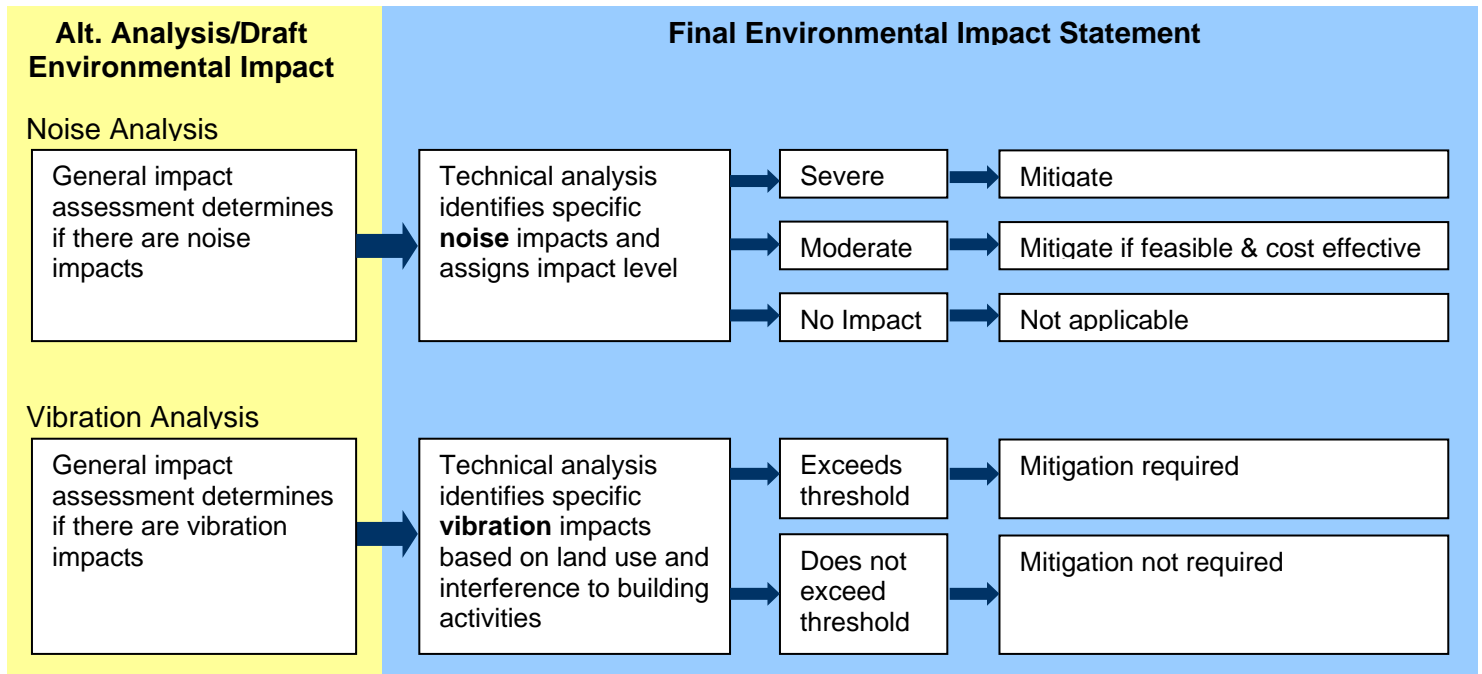 Alt. Analysis/Draft
Environmental Impact
Final Environmental Impact Statement
Noise Analysis
General impact
assessment determines
if there are noise
impacts
Technical analysis
identifies specific
noise impacts and
assigns impact level
Severe
Mitigate
Moderate
Mitigate if feasible & cost effective
No Impact
Not applicable
Vibration Analysis
General impact
assessment determines
if there are vibration
impacts
Technical analysis
identifies specific
vibration impacts
based on land use and
interference to building
activities
Exceeds
threshold
Mitigation required
Does not
exceed
threshold
Mitigation not required